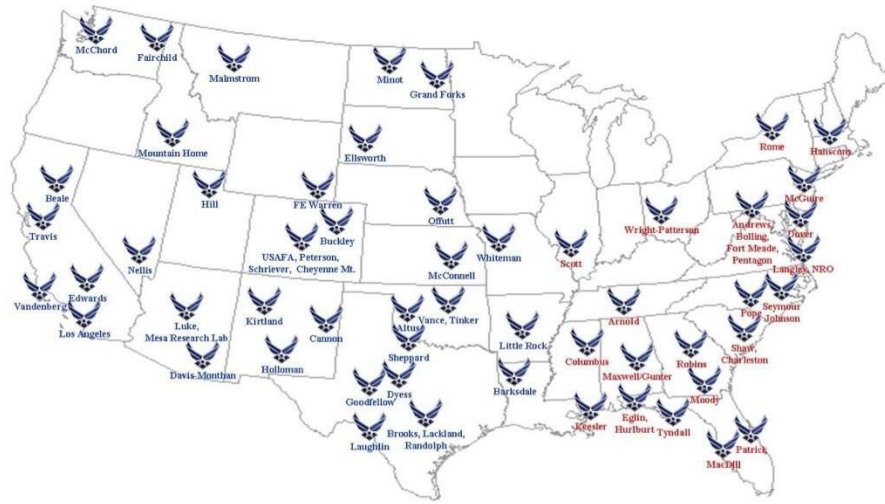 McChord
Fairchild
Malmstrom
Minot
Grand Forks
Mountain Home
Ellsworth
Rome
Hanscom
Beale
Hill
FE Warren
Offutt
McGuire
Travis
Buckley
Whiteman
Wright-Patterson
Andrews,
Bolling,
Fort Meade,
Pentagon
Dover
USAFA, Peterson,
Schriever, Cheyenne Mt.
Nellis
McConnell
Scott
Langley, NRO
Vandenberg
Edwards
Los Angeles
Luke,
Mesa Research Lab
Kirtland
Cannon
Altus
Vance, Tinker
Little Rock
Arnold
Pope
Seymour
Johnson
Davis-Monthan
Holloman
Sheppard
Columbus
Maxwell/Gunter
Robins
Shaw,
Charleston
Goodfellow
Dyess
Barksdale
Moody
Laughlin
Brooks, Lackland,
Randolph
Keesler
Eglin,
Hurlburt
Tyndall
MacDill
Patrick